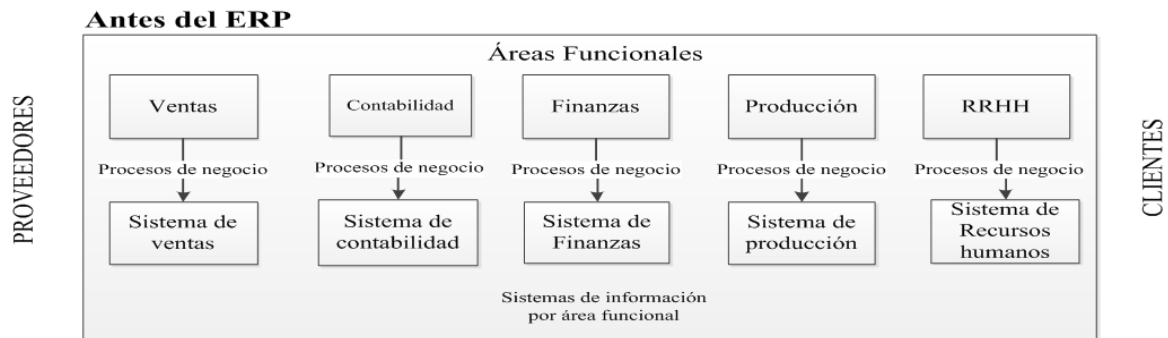 Antes del ERP
Áreas Funcionales
PROVEEDORES
Ventas
Contabilidad
Finanzas
Producción
RRHH
Procesos de negocio
Procesos de negocio
Procesos de negocio
Procesos de negocio
Procesos de negocio
Sistema de
ventas
Sistema de
contabilidad
Sistema de
Finanzas
Sistema de
producción
Sistema de
Recursos
humanos
Sistemas de información
por área funcional
CLIENTES